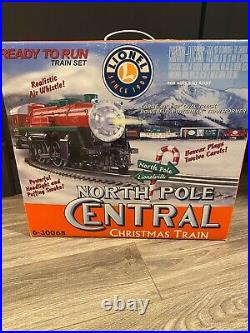 READY TO RUN
TRAIN SET
LIONEL
SINCE 1900
Realistic
Air Whistle!
Boxcar Plays
Twelve Carols!
North Pole
Lionelville
Powerful
Headlight and
Puffing Smoke!
NORTH POLE
CENTRAL
CHRISTMAS TRAIN
6-30068